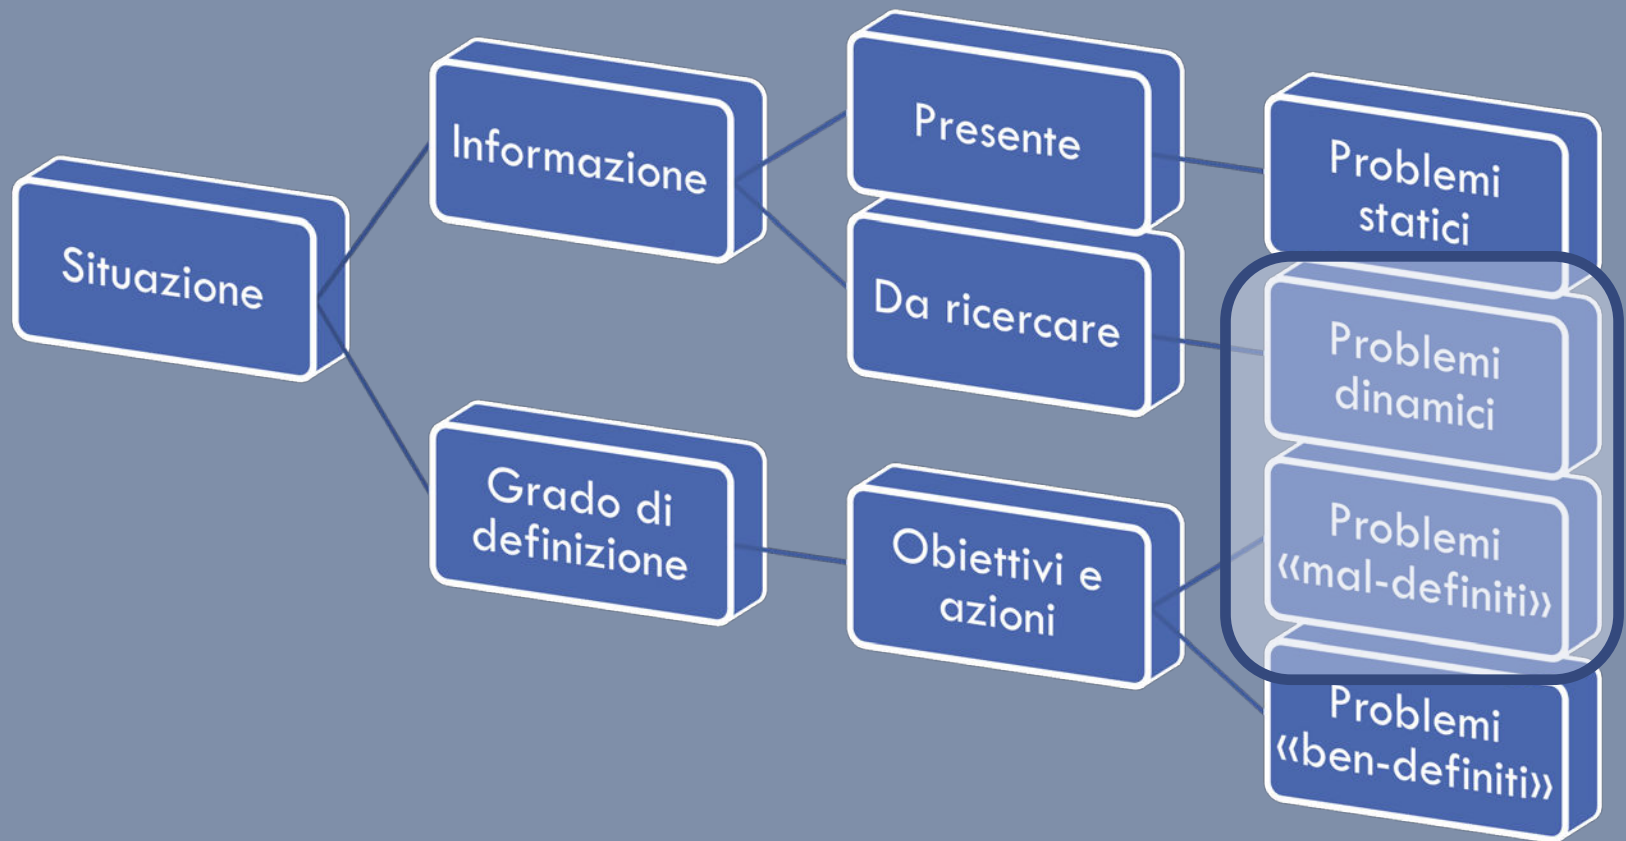 Situazione
Informazione
Presente
Problemi
statici
Da ricercare
Problemi
dinamici
Grado di
definizione
Obiettivi e
azioni
Problemi
«mal-definiti»
Problemi
«ben-definiti»